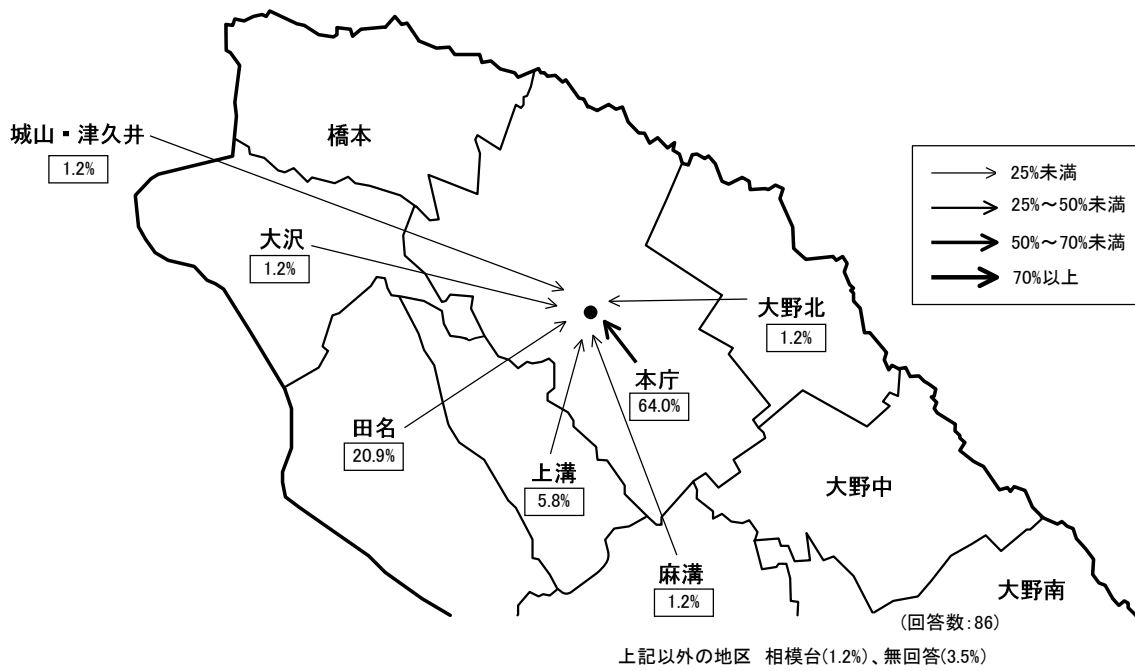 城山・津久井
1.2%
橋本
大沢
1.2%
25%未満
25%～50%未満
50%～70%未満
70%以上
大野北
1.2%
本庁
64.0%
田名
20.9%
上溝
5.8%
大野中
麻溝
1.2%
大野南
(回答数:86)
上記以外の地区 相模台(1.2%)、無回答(3.5%)